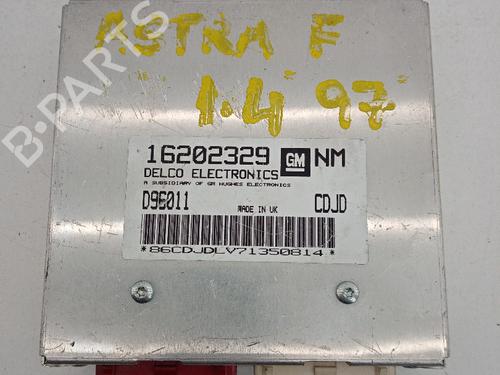 ASTRA F
1.4 97
B-PARTS
16202329 GM NM
DELCO ELECTRONICS
A SUBSIDIARY OF GM HUGHES ELECTRONICS
D96011 MADE IN UK CDJD
*86CDJDLV71350814*